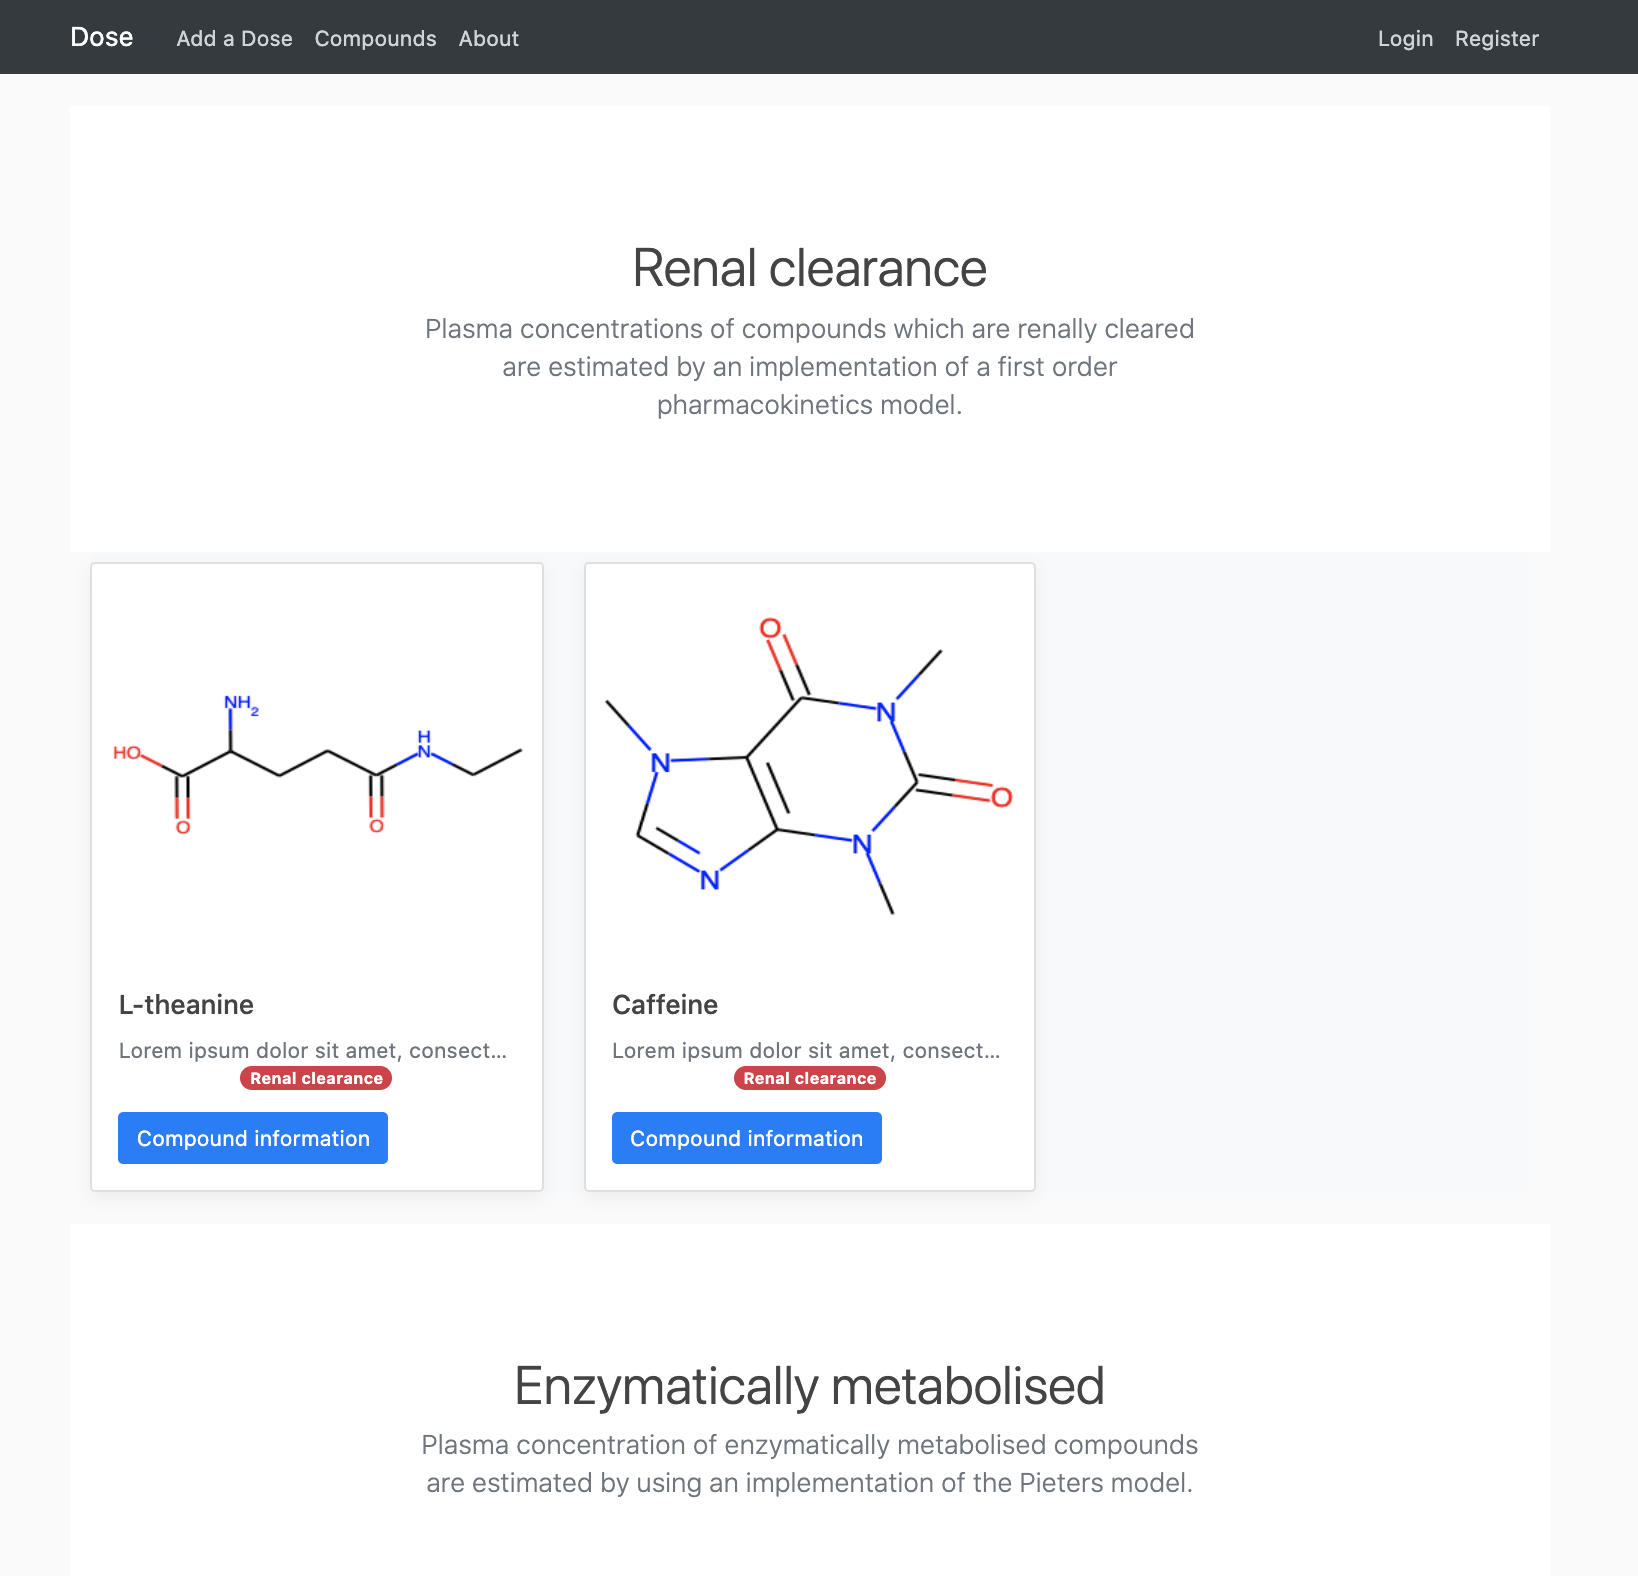 Dose Add a Dose Compounds About Login Register
Renal clearance
Plasma concentrations of compounds which are renally cleared
are estimated by an implementation of a first order
pharmacokinetics model.
NH2
HO
O
O
H
N
O
N
N
O
N
N
L-theanine
Lorem ipsum dolor sit amet, consect...
Renal clearance
Compound information
Caffeine
Lorem ipsum dolor sit amet, consect...
Renal clearance
Compound information
Enzymatically metabolised
Plasma concentration of enzymatically metabolised compounds
are estimated by using an implementation of the Pieters model.